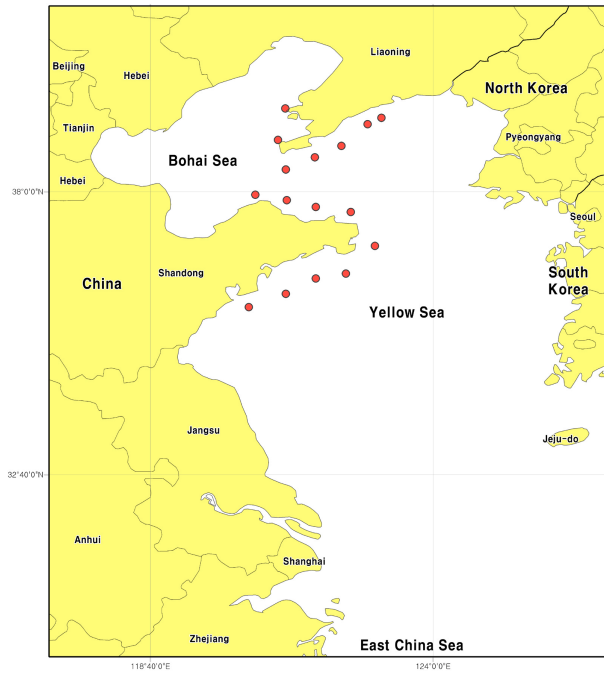 Liaoning
Beijing
Hebei
North Korea
Tianjin
Pyeongyang
Bohai Sea
Hebei
38°0'0"N
Seoul
Shandong
South
Korea
China
Yellow Sea
Jangsu
Jeju-do
32°40'0"N
Anhui
Shanghai
Zhejiang
East China Sea
118°40'0"E
124°0'0"E